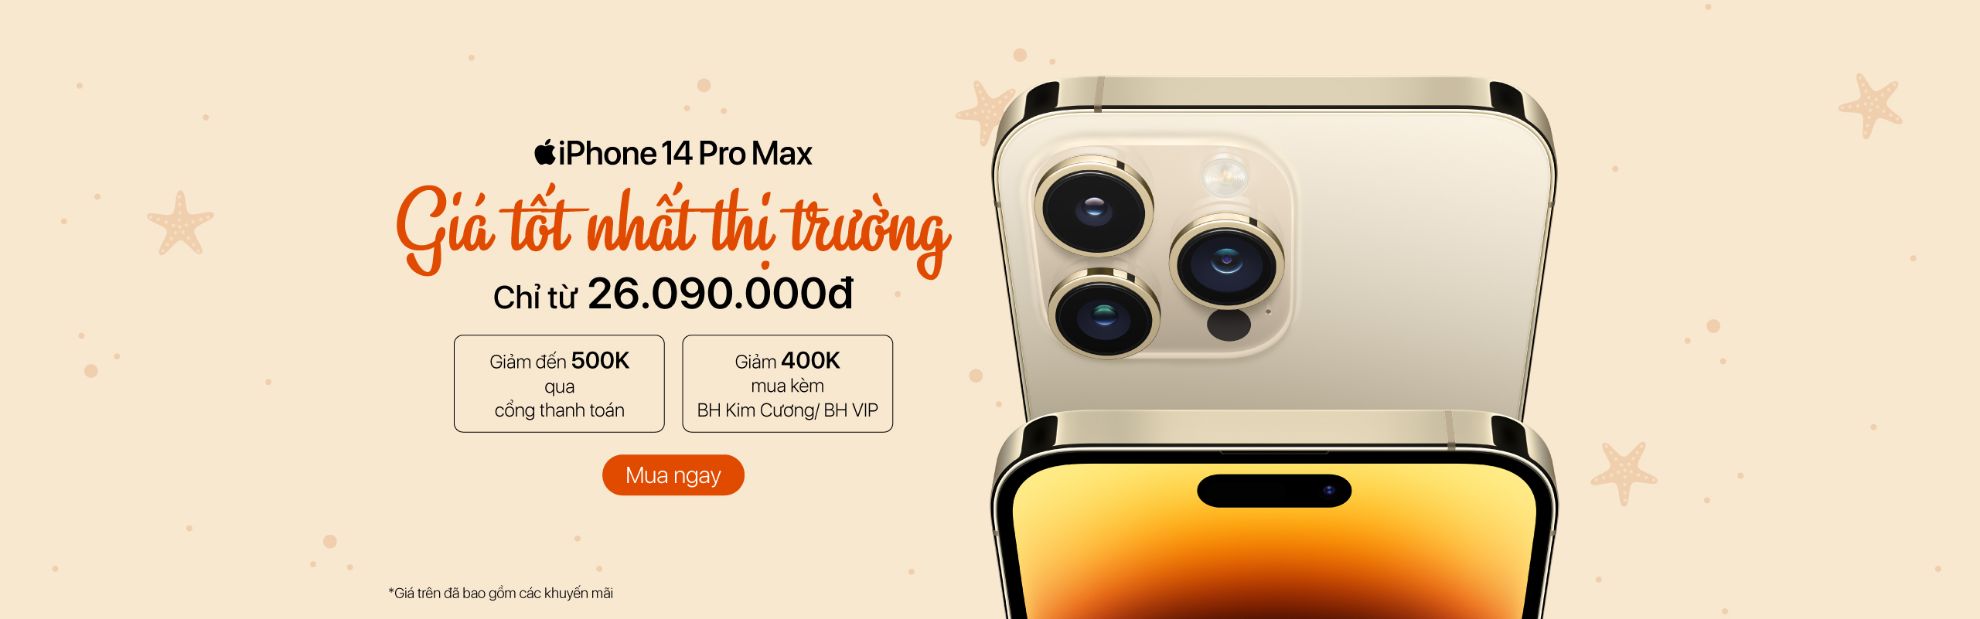 iPhone 14 Pro Max
Giá tốt nhất thị trường
Chỉ từ 26.090.000đ
Giảm đến 500K
qua
cổng thanh toán
Giảm 400K
mua kèm
BH Kim Cương/ BH VIP
Mua ngay
*Giá trên đã bao gồm các khuyến mãi